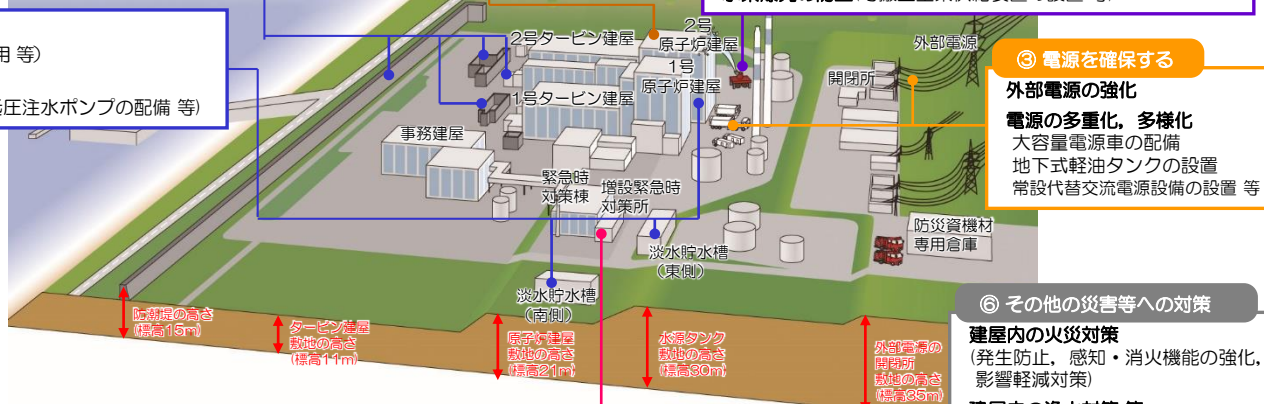 用 等)
圧注水ポンプの配備 等)
2号タービン建屋
2号
原子炉建屋
1号
原子炉建屋
1号タービン建屋
事務建屋
緊急時
対策棟
増設緊急時
対策所
淡水貯水槽
(東側)
淡水貯水槽
(南側)
外部電源
開閉所
防災資機材
専用倉庫
③ 電源を確保する
外部電源の強化
電源の多重化，多様化
大容量電源車の配備
地下式軽油タンクの設置
常設代替交流電源設備の設置 等
防潮堤の高さ
(標高15m)
タービン建屋
敷地の高さ
(標高11m)
原子炉建屋
敷地の高さ
(標高21m)
水源タンク
敷地の高さ
(標高30m)
外部電源の
開閉所
敷地の高さ
(標高35m)
⑥ その他の災害等への対策
建屋内の火災対策
(発生防止，感知・消火機能の強化，
影響軽減対策)